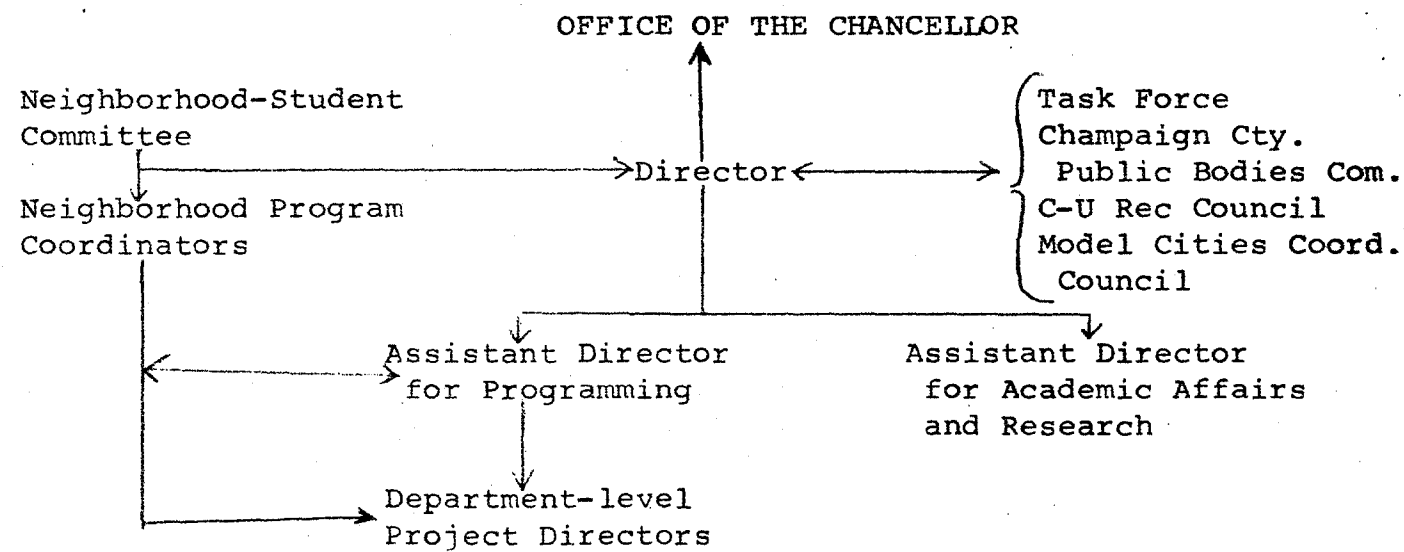 OFFICE OF THE CHANCELLOR
Neighborhood-Student
Committee
Neighborhood Program
Coordinators
Director
Task Force
Champaign Cty.
Public Bodies Com.
C-U Rec Council
Model Cities Coord.
Council
Assistant Director
for Programming
Assistant Director
for Academic Affairs
and Research
Department-level
Project Directors